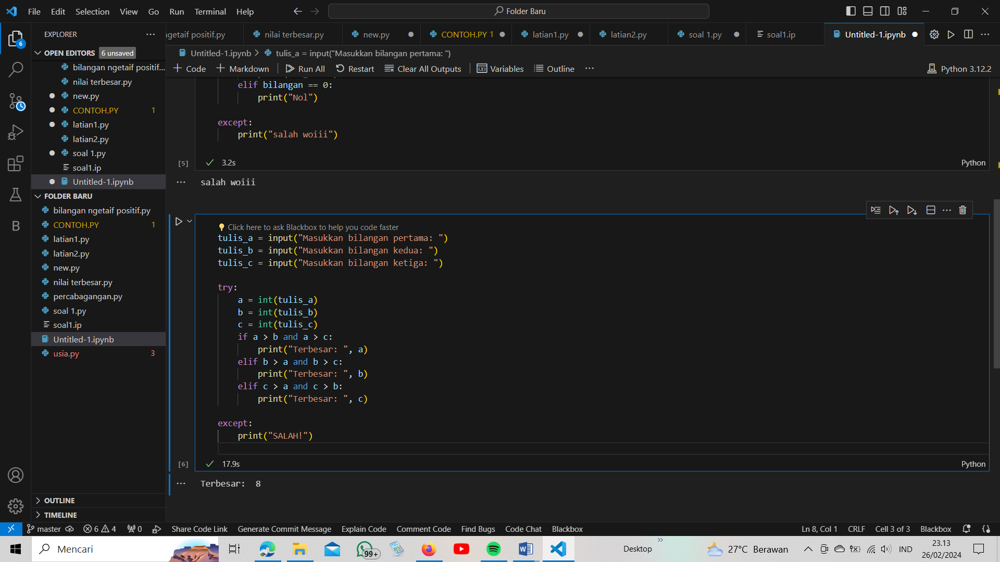 File Edit Selection View Go Run Terminal Help
Folder Baru
EXPLORER
ngetaif positif.py
nilai terbesar.py
new.py
CONTOH.PY 1
latian1.py
latian2.py
soal 1.py
soal1.ip
Untitled-1.ipynb
OPEN EDITORS 6 unsaved
bilangan ngetaif positif...
nilai terbesar.py
new.py
CONTOH.PY 1
latian1.py
latian2.py
soal 1.py
soal1.ip
Untitled-1.ipynb
FOLDER BARU
bilangan ngetaif positif.py
CONTOH.PY 1
latian1.py
latian2.py
new.py
nilai terbesar.py
percabagangan.py
soal 1.py
soal1.ip
Untitled-1.ipynb
usia.py 3
OUTLINE
TIMELINE
Untitled-1.ipynb > tulis_a = input("Masukkan bilangan pertama: ")
+ Code + Markdown Run All Restart Clear All Outputs Variables Outline ...
Python 3.12.2
elif bilangan == 0:
print("Nol")
except:
print("salah woiii")
[5] 3.2s Python
salah woiii
Click here to ask Blackbox to help you code faster
tulis_a = input("Masukkan bilangan pertama: ")
tulis_b = input("Masukkan bilangan kedua: ")
tulis_c = input("Masukkan bilangan ketiga: ")
try:
a = int(tulis_a)
b = int(tulis_b)
c = int(tulis_c)
if a > b and a > c:
print("Terbesar: ", a)
elif b > a and b > c:
print("Terbesar: ", b)
elif c > a and c > b:
print("Terbesar: ", c)
except:
print("SALAH!")
[6] 17.9s Python
Terbesar:  8
6
B
master 6 4 0 Share Code Link Generate Commit Message Explain Code Comment Code Find Bugs Code Chat Blackbox
Ln 8, Col 1 CRLF Cell 3 of 3 Blackbox
Mencari
99+
Desktop
27°C Berawan
IND
23.13
26/02/2024